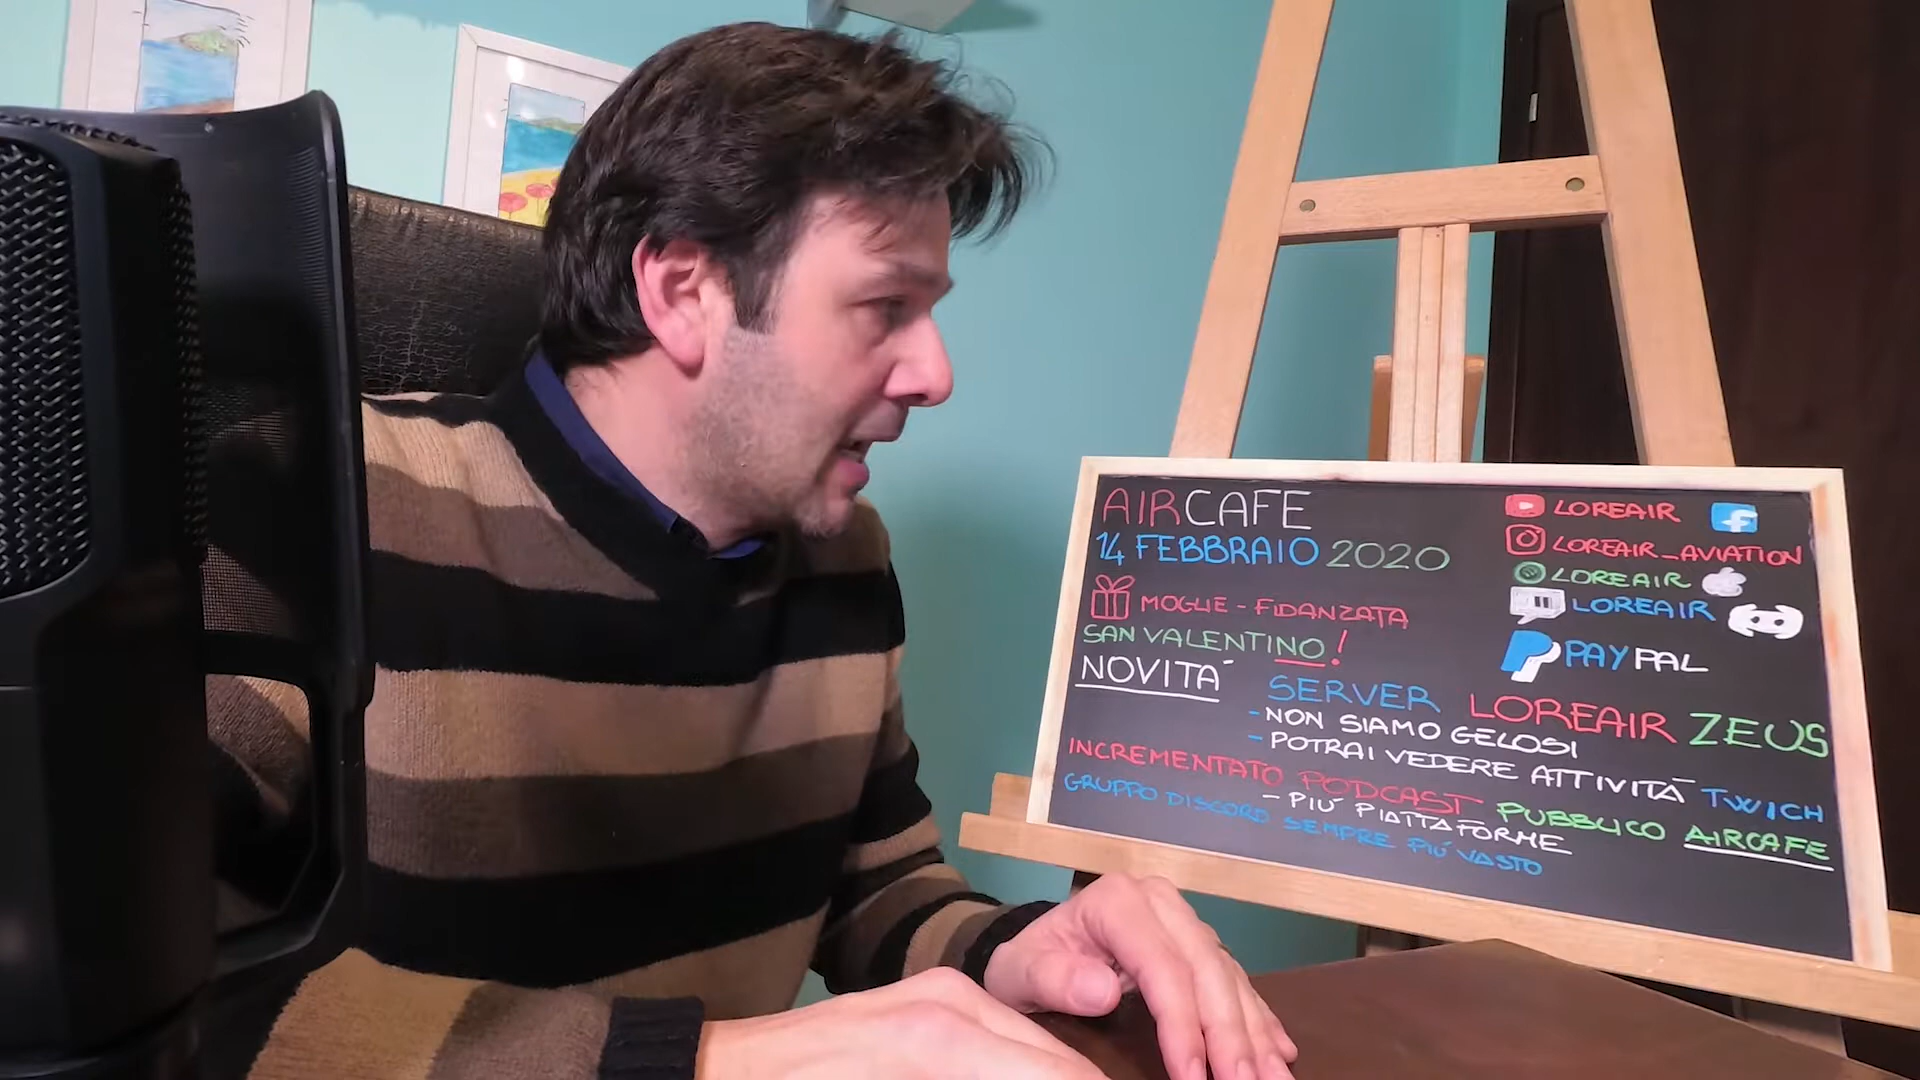 AIRCAFE
14 FEBBRAIO 2020
MOGLIE - FIDANZATA
SAN VALENTINO!
NOVITA´
SERVER LOREAIR ZEUS
- NON SIAMO GELOSI
- POTRAI VEDERE ATTIVITÀ TWICH
INCREMENTATO PODCAST PUBBLICO AIRCAFE
- PIÙ PIATTAFORME
GRUPPO DISCORD SEMPRE PIÙ VASTO
LOREAIR
LOREAIR_AVIATION
LOREAIR
LOREAIR
PAYPAL